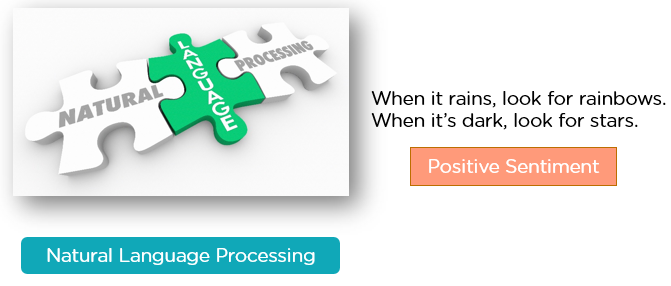 NATURAL
LANGUAGE
PROCESSING
When it rains, look for rainbows.
When it's dark, look for stars.
Positive Sentiment
Natural Language Processing